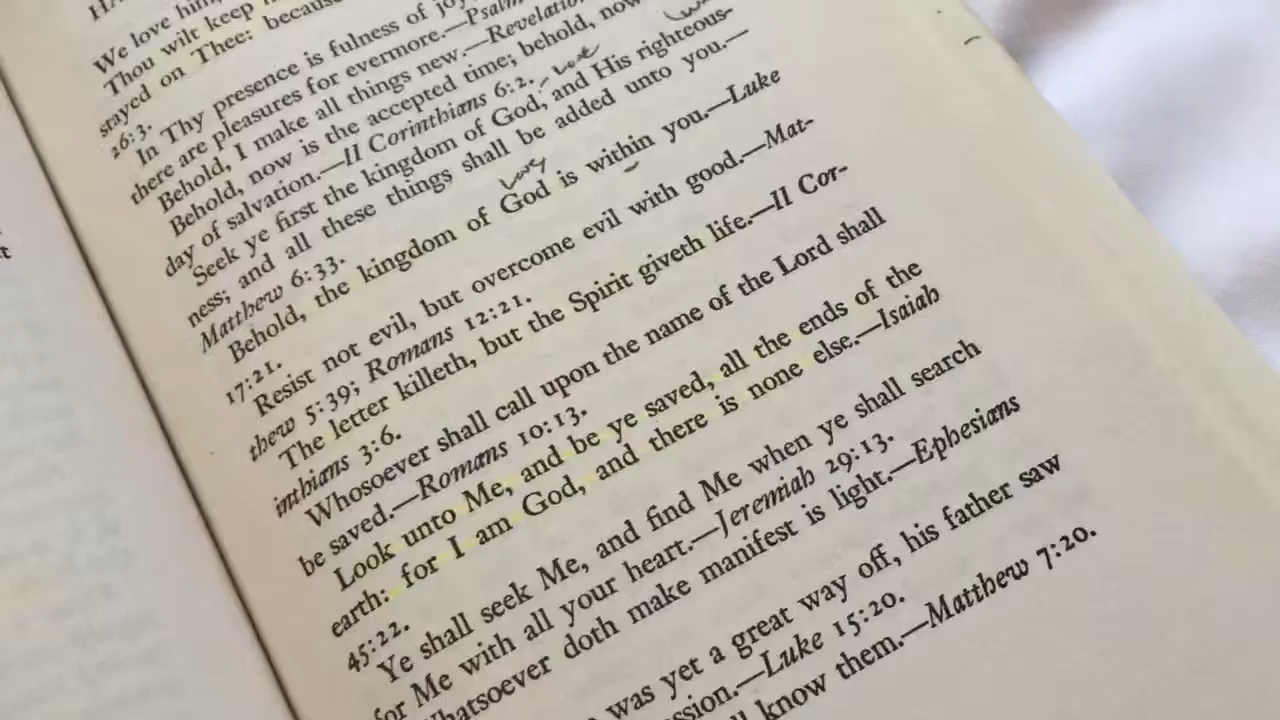 We love him,
Thou wilt keep
stayed on Thee: because
26:3.
In Thy presence is fulness of joy
there are pleasures for evermore.—Psalm
Behold, I make all things new.—Revelation
Behold, now is the accepted time; behold, now
day of salvation.—II Corinthians 6:2.
Seek ye first the kingdom of God, and His righteous-
ness; and all these things shall be added unto you.—
Matthew 6:33.
Behold, the kingdom of God is within you.—Luke
17:21.
Resist not evil, but overcome evil with good.—Mat-
thew 5:39; Romans 12:21.
The letter killeth, but the Spirit giveth life.—II Cor-
inthians 3:6.
Whosoever shall call upon the name of the Lord shall
be saved.—Romans 10:13.
Look unto Me, and be ye saved, all the ends of the
earth: for I am God, and there is none else.—Isaiah
45:22.
Ye shall seek Me, and find Me when ye shall search
for Me with all your heart.—Jeremiah 29:13.
Whatsoever doth make manifest is light.—Ephesians
was yet a great way off, his father saw
ssion.—Luke 15:20.
know them.—Matthew 7:20.